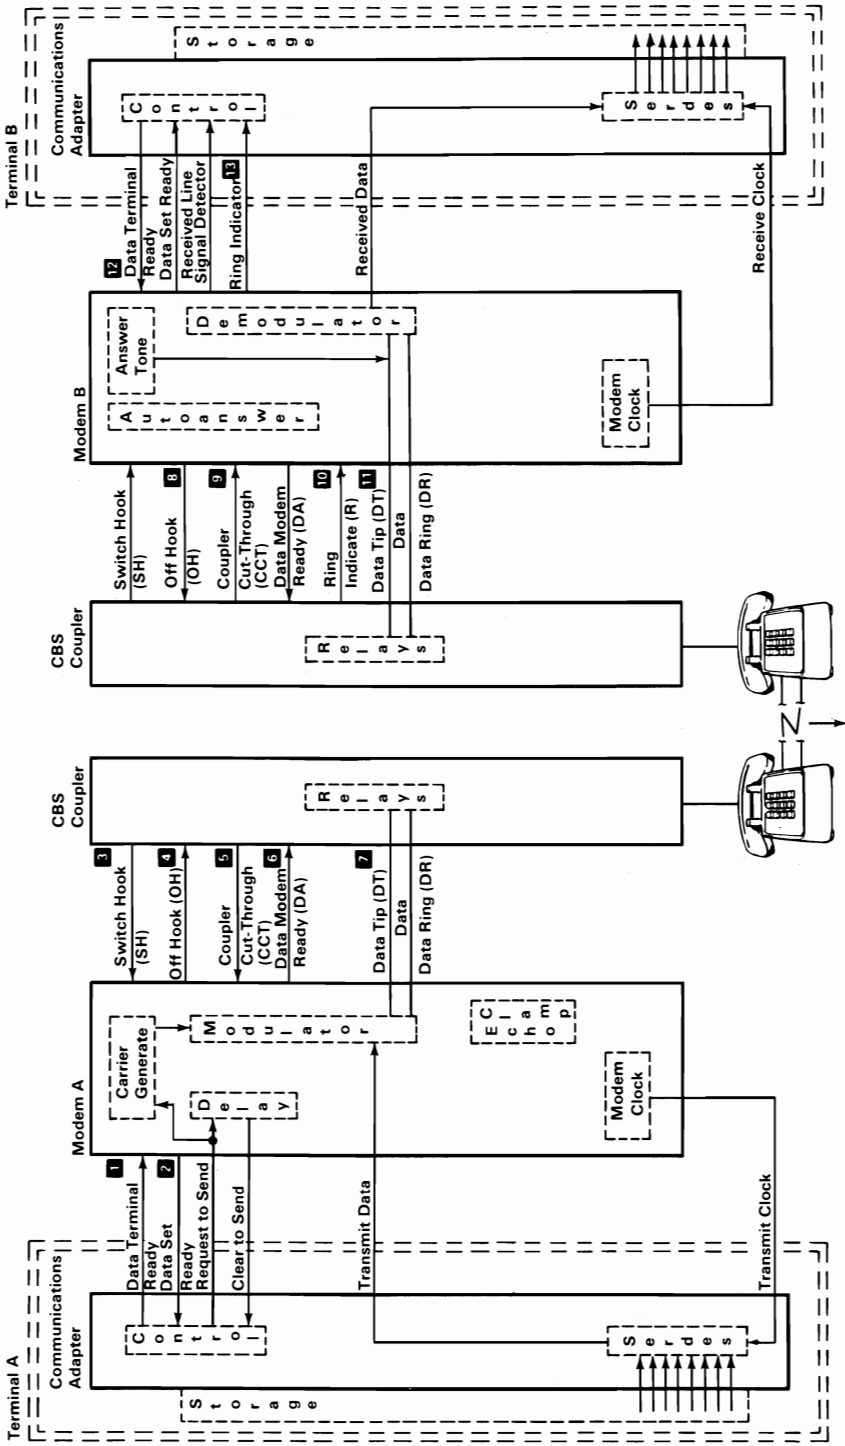 Terminal A
Communications
Adapter
Storage
Control
Serdes
Data Terminal
Ready
1
Data Set
Ready
2
Request to Send
Clear to Send
Transmit Data
Transmit Clock
Modem A
Carrier
Generate
Delay
Modulator
Echo
Clamp
Modem
Clock
Switch Hook
(SH)
3
Off Hook (OH)
4
Coupler
Cut-Through
(CCT)
5
Data Modem
Ready (DA)
6
Data Tip (DT)
7
Data
Data Ring (DR)
CBS
Coupler
Relays
CBS
Coupler
Relays
Switch Hook
(SH)
Off Hook
(OH)
8
Coupler
Cut-Through
(CCT)
9
Data Modem
Ready (DA)
Ring
Indicate (R)
10
Data Tip (DT)
11
Data
Data Ring (DR)
Modem B
Autoanswer
Answer
Tone
Demodulator
Modem
Clock
12
Data Terminal
Ready
Data Set Ready
Received Line
Signal Detector
Ring Indicator
13
Received Data
Receive Clock
Terminal B
Communications
Adapter
Control
Serdes
Storage